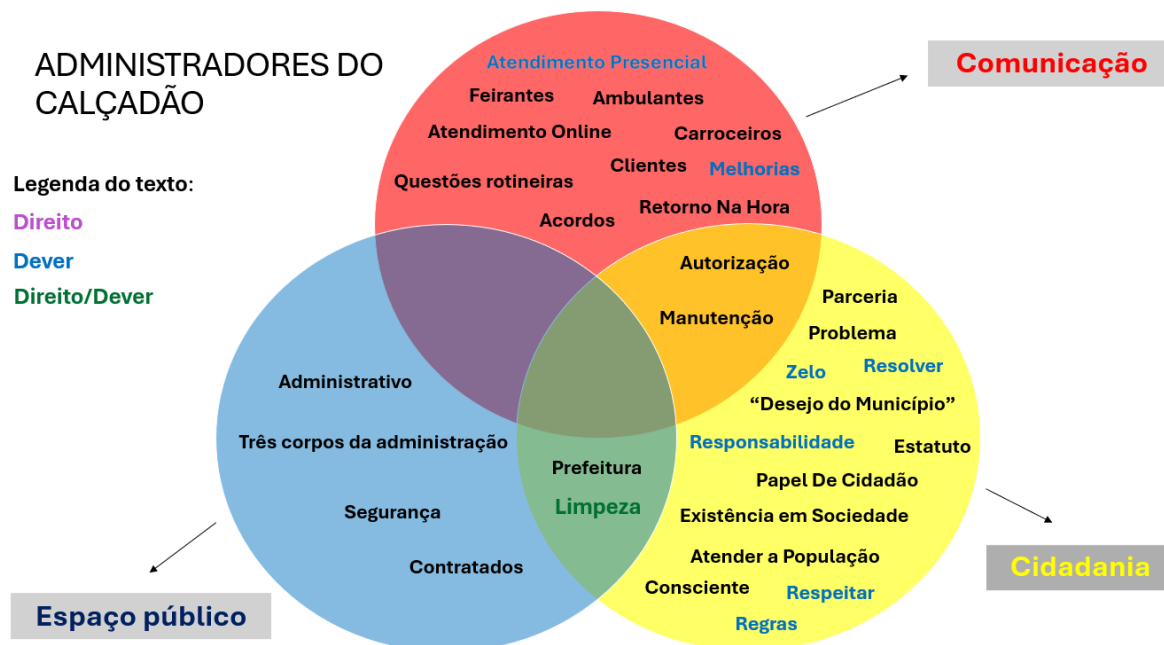 ADMINISTRADORES DO
CALÇADÃO
Legenda do texto:
Direito
Dever
Direito/Dever
Atendimento Presencial
Feirantes
Ambulantes
Atendimento Online
Carroceiros
Clientes
Melhorias
Questões rotineiras
Retorno Na Hora
Acordos
Comunicação
Autorização
Manutenção
Parceria
Problema
Zelo
Resolver
“Desejo do Município”
Responsabilidade
Estatuto
Papel De Cidadão
Existência em Sociedade
Atender a População
Consciente
Respeitar
Regras
Cidadania
Administrativo
Três corpos da administração
Segurança
Contratados
Prefeitura
Limpeza
Espaço público